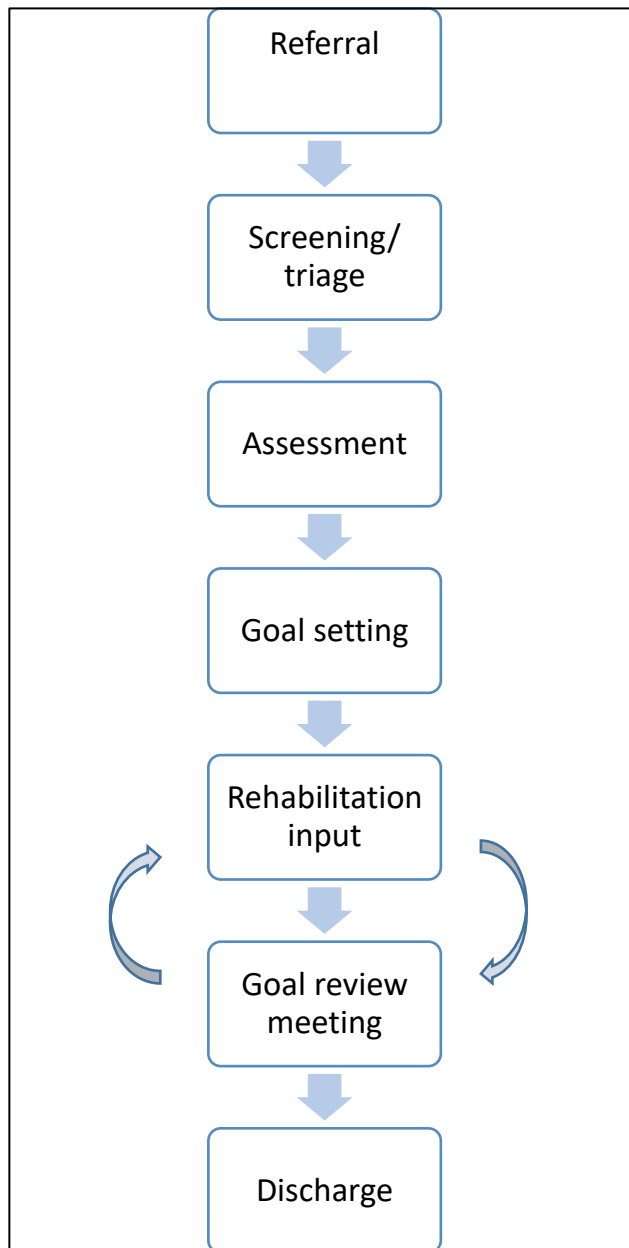 Referral
Screening/
triage
Assessment
Goal setting
Rehabilitation
input
Goal review
meeting
Discharge